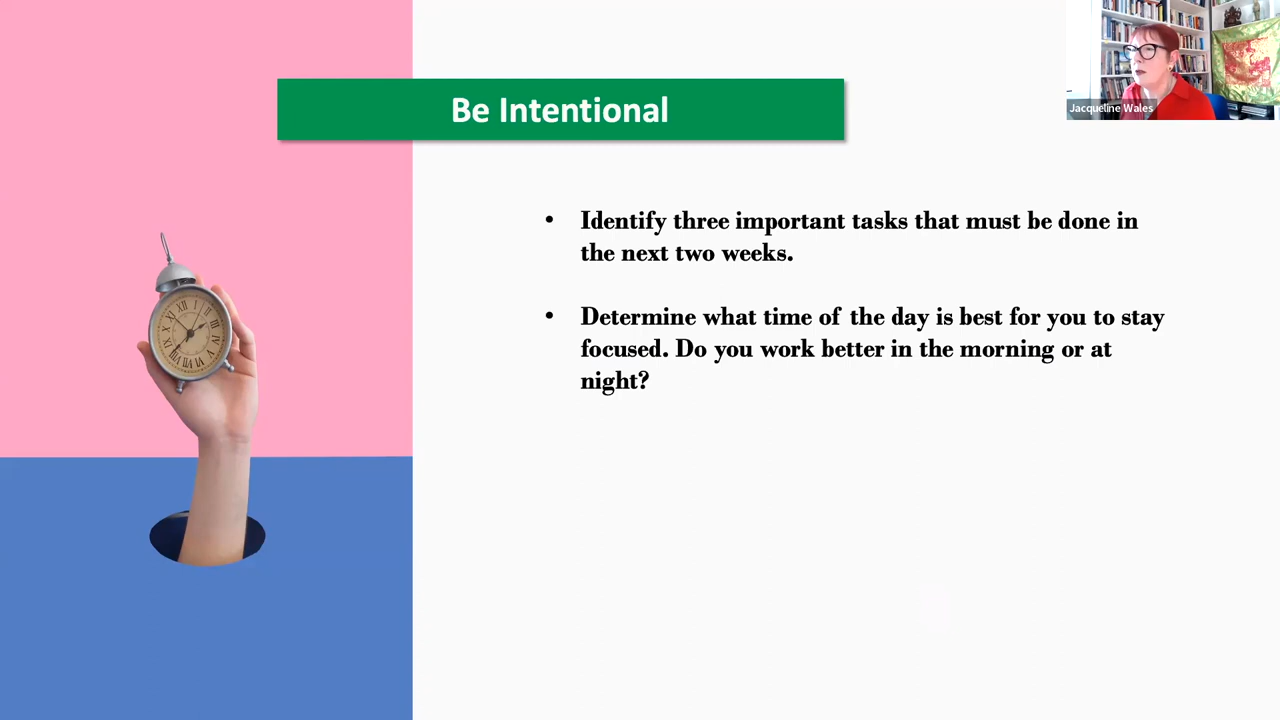 Be Intentional
Jacqueline Wales
• Identify three important tasks that must be done in
the next two weeks.
• Determine what time of the day is best for you to stay
focused. Do you work better in the morning or at
night?